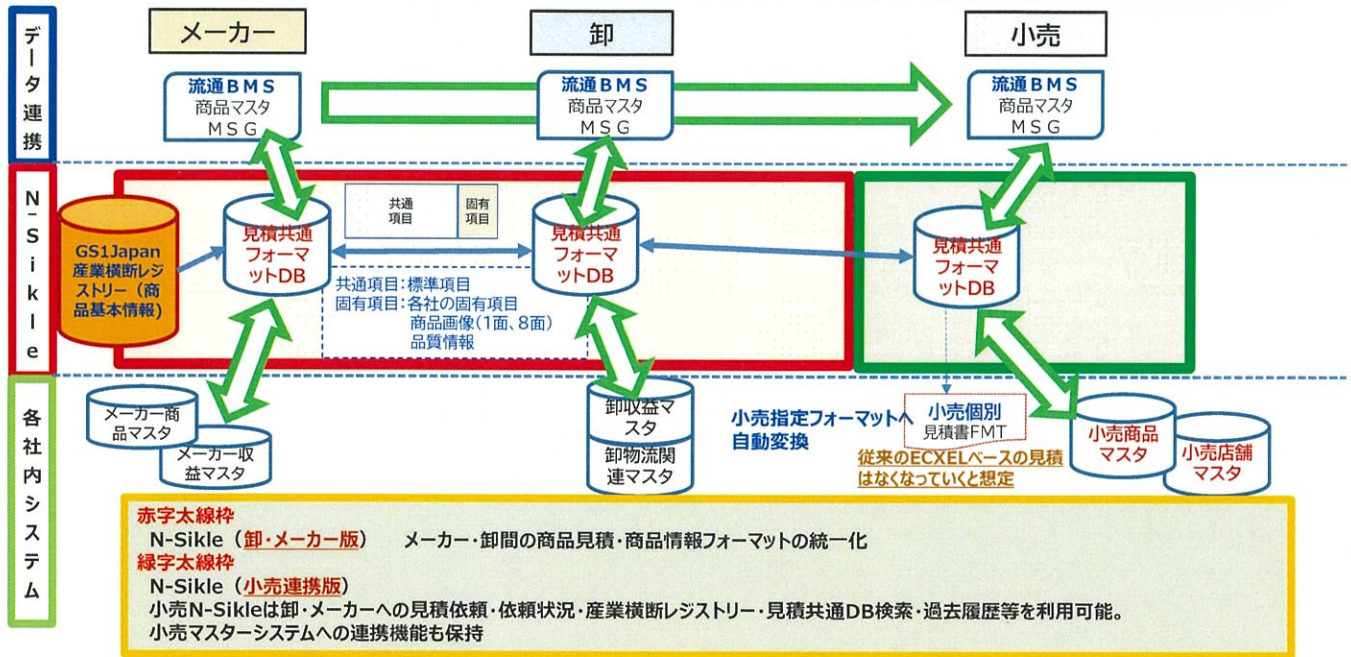 データ連携
メーカー
卸
小売
流通BMS
商品マスタ
MSG
流通BMS
商品マスタ
MSG
流通BMS
商品マスタ
MSG
N-Sikle
GS1Japan
産業横断レジ
ストリー（商
品基本情報)
見積共通
フォーマ
ットDB
共通
項目
固有
項目
見積共通
フォーマ
ットDB
見積共通
フォーマ
ットDB
共通項目：標準項目
固有項目：各社の固有項目
商品画像（1面、8面）
品質情報
各社内システム
メーカー商
品マスタ
メーカー収
益マスタ
卸収益マ
スタ
卸物流関
連マスタ
小売指定フォーマットへ
自動変換
小売個別
見積書FMT
従来のECXELベースの見積
はなくなっていくと想定
小売商品
マスタ
小売店舗
マスタ
赤字太線枠
N-Sikle（卸・メーカー版）　メーカー・卸間の商品見積・商品情報フォーマットの統一化
緑字太線枠
N-Sikle（小売連携版）
小売N-Sikleは卸・メーカーへの見積依頼・依頼状況・産業横断レジストリー・見積共通DB検索・過去履歴等を利用可能。
小売マスターシステムへの連携機能も保持